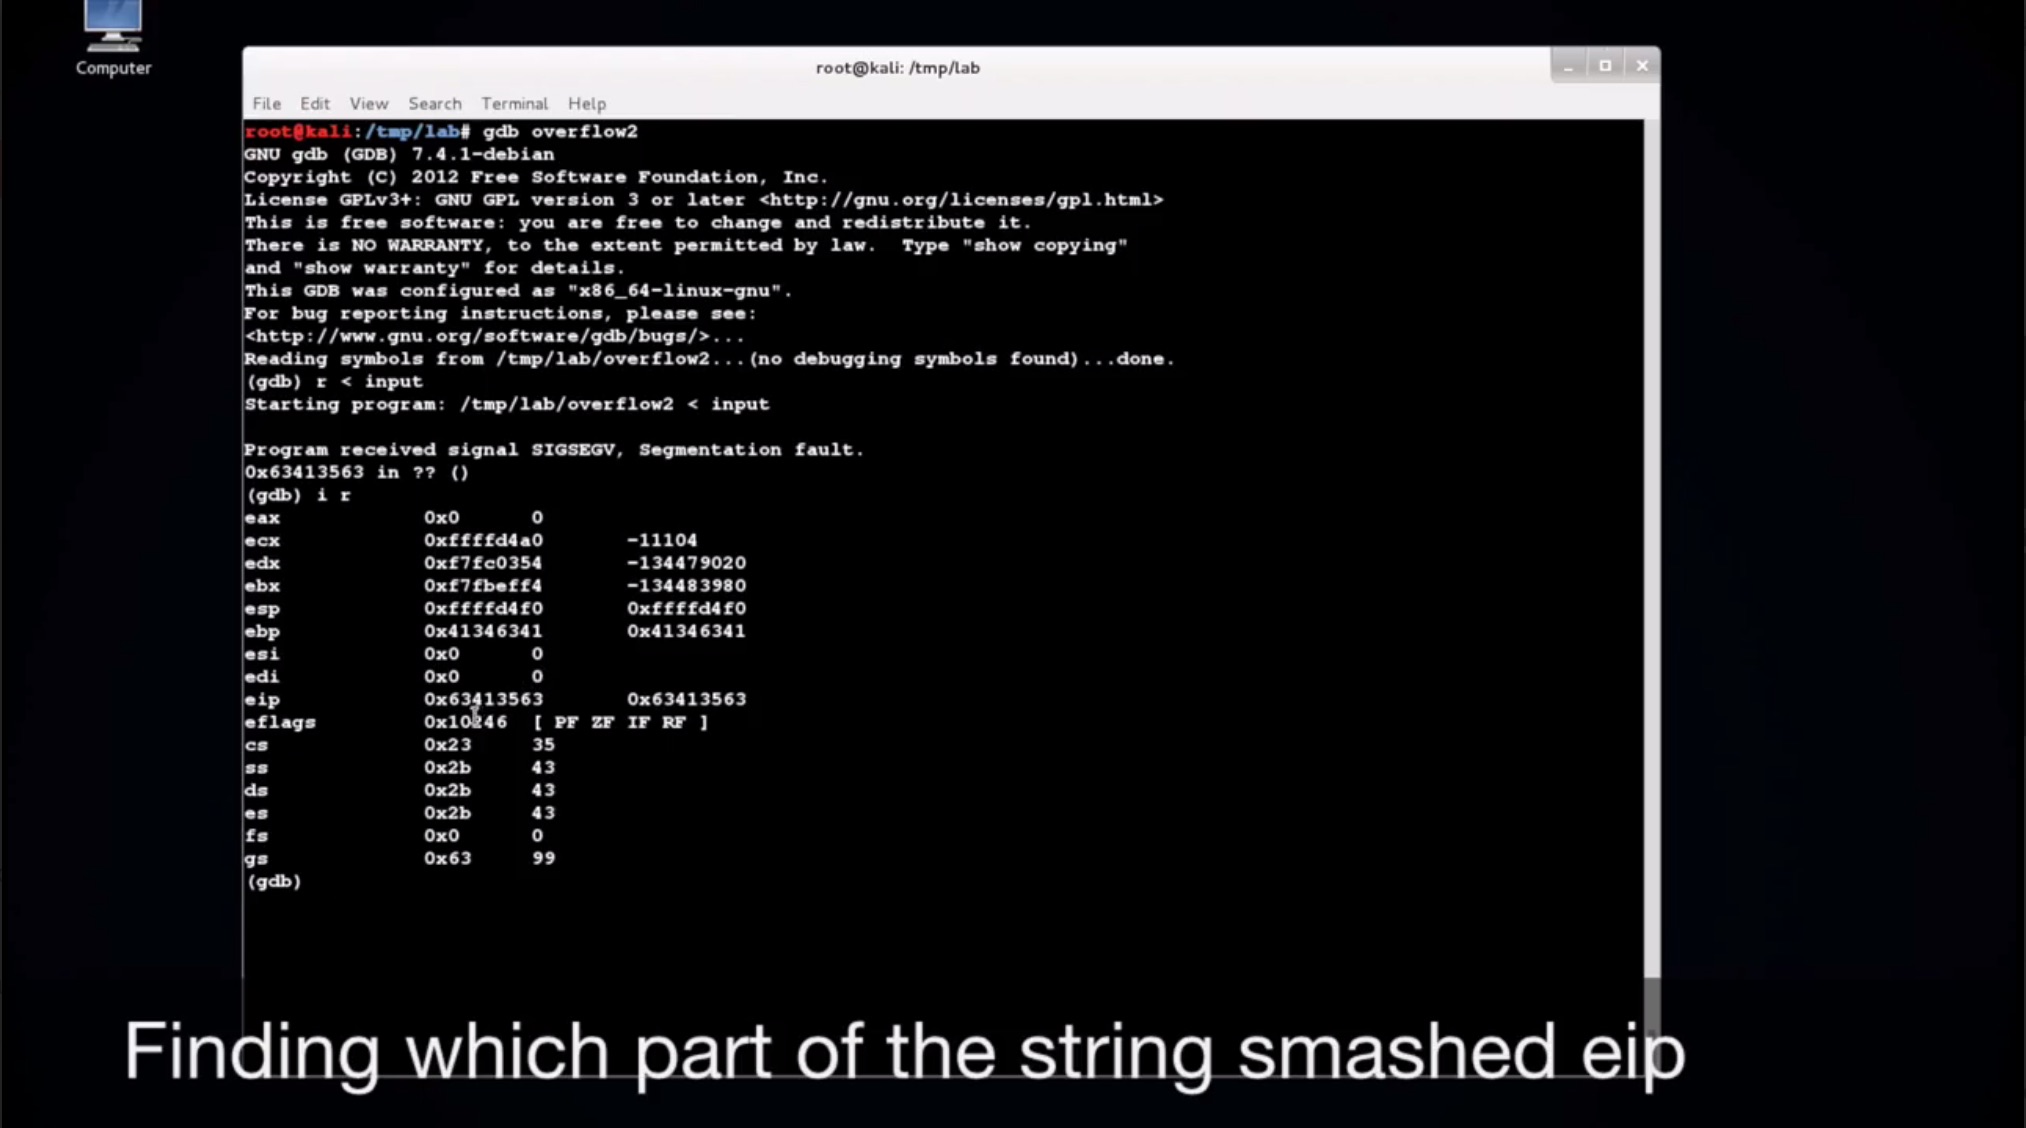 Computer
root@kali: /tmp/lab
File Edit View Search Terminal Help
root@kali:/tmp/lab# gdb overflow2
GNU gdb (GDB) 7.4.1-debian
Copyright (C) 2012 Free Software Foundation, Inc.
License GPLv3+: GNU GPL version 3 or later <http://gnu.org/licenses/gpl.html>
This is free software: you are free to change and redistribute it.
There is NO WARRANTY, to the extent permitted by law.  Type "show copying"
and "show warranty" for details.
This GDB was configured as "x86_64-linux-gnu".
For bug reporting instructions, please see:
<http://www.gnu.org/software/gdb/bugs/>...
Reading symbols from /tmp/lab/overflow2...(no debugging symbols found)...done.
(gdb) r < input
Starting program: /tmp/lab/overflow2 < input
Program received signal SIGSEGV, Segmentation fault.
0x63413563 in ?? ()
(gdb) i r
eax 0x0 0
ecx 0xffffd4a0 -11104
edx 0xf7fc0354 -134479020
ebx 0xf7fbeff4 -134483980
esp 0xffffd4f0 0xffffd4f0
ebp 0x41346341 0x41346341
esi 0x0 0
edi 0x0 0
eip 0x63413563 0x63413563
eflags 0x10246 [ PF ZF IF RF ]
cs 0x23 35
ss 0x2b 43
ds 0x2b 43
es 0x2b 43
fs 0x0 0
gs 0x63 99
(gdb)
Finding which part of the string smashed eip